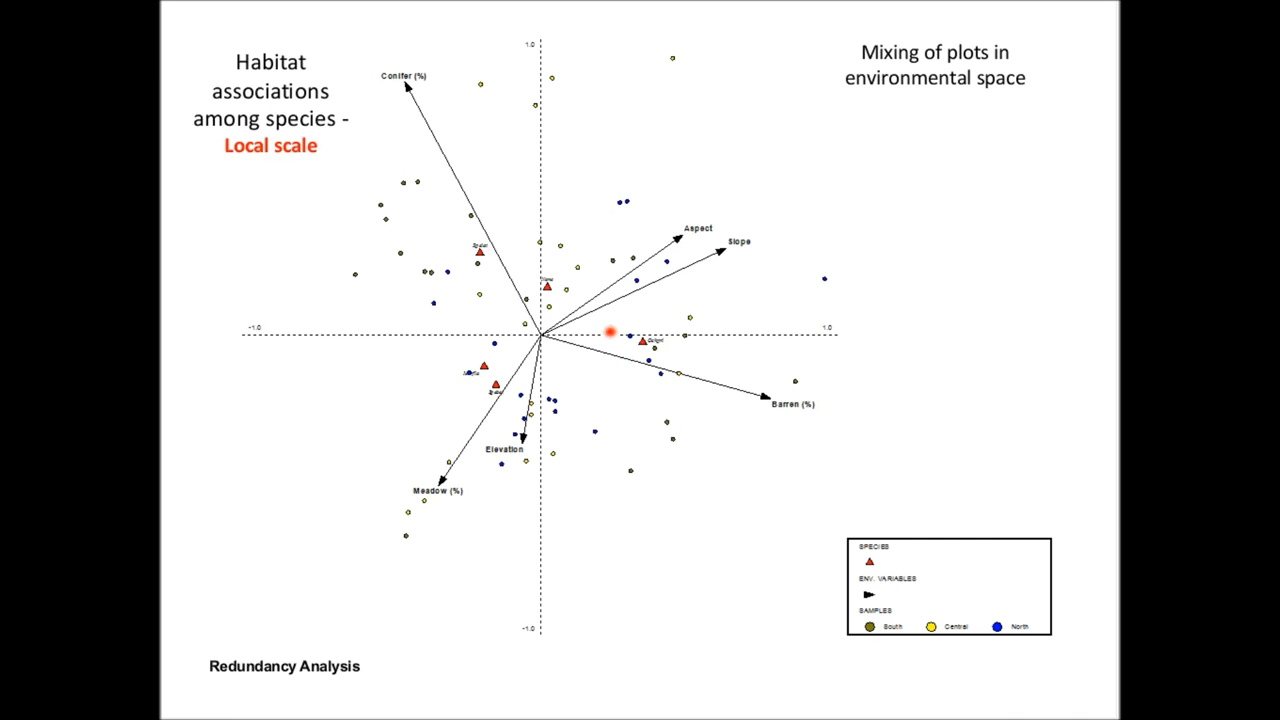 Habitat
associations
among species -
Local scale
Mixing of plots in
environmental space
1.0
Conifer (%)
Aspect
Slope
-1.0
1.0
Barren (%)
Elevation
Meadow (%)
-1.0
SPECIES
ENV. VARIABLES
SAMPLES
South
Central
North
Redundancy Analysis